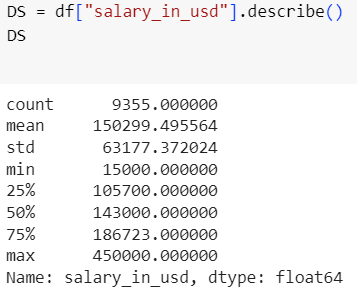 DS = df["salary_in_usd"].describe()
DS
count 9355.000000
mean 150299.495564
std 63177.372024
min 15000.000000
25% 105700.000000
50% 143000.000000
75% 186723.000000
max 450000.000000
Name: salary_in_usd, dtype: float64